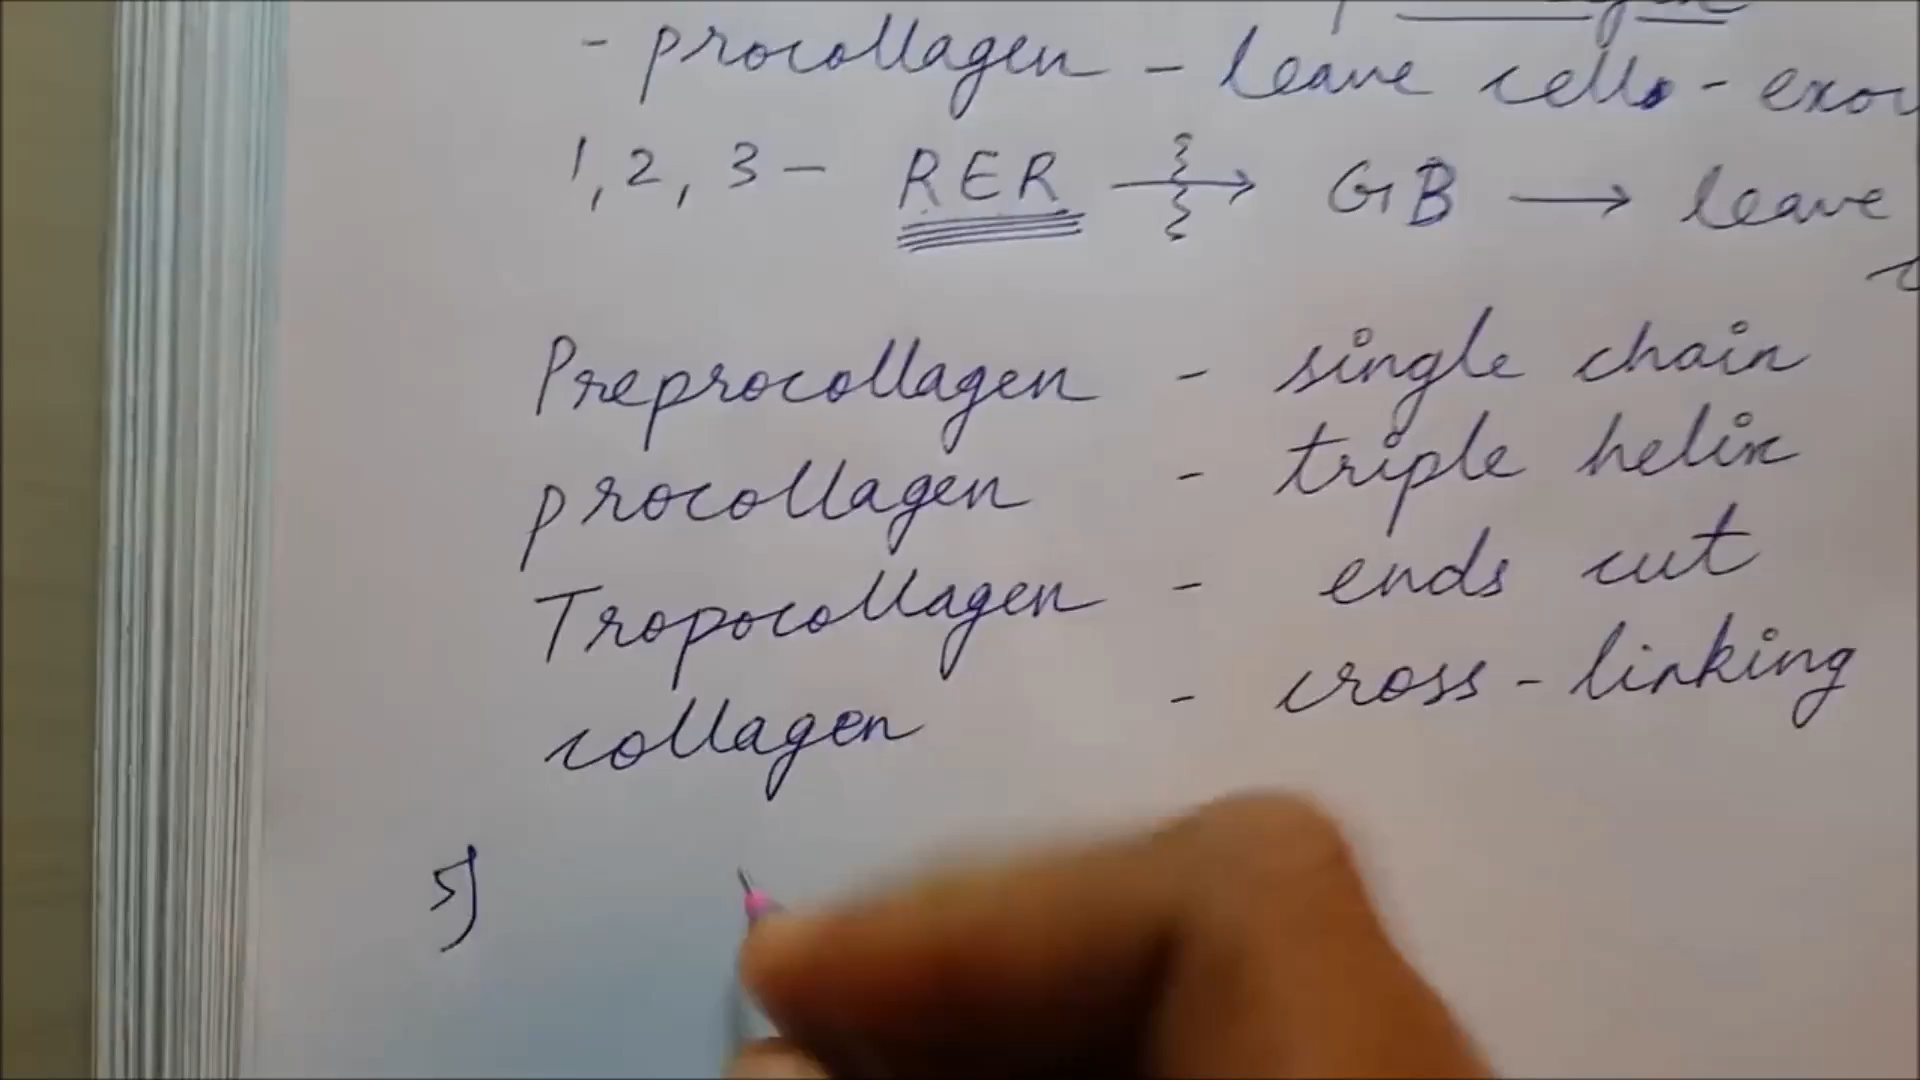 - procollagen - leave cells -
1, 2, 3 - RER → GB → leave
Preprocollagen - single chain
procollagen - triple helix
Tropocollagen - ends cut
collagen - cross-linking
5)